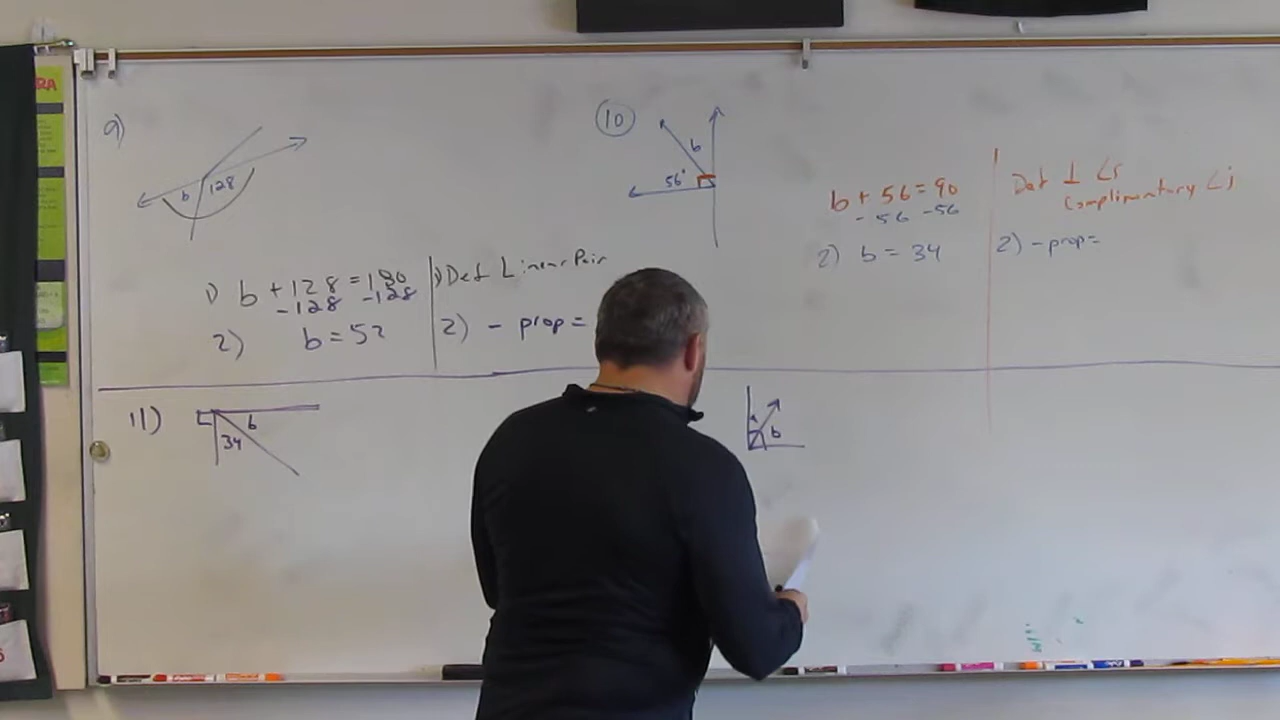 9)
b 128
1) b + 128 = 180
- 128 - 128
2) b = 52
1) Def Linear Pair
2) - prop =
10
b
56°
b + 56 = 90
- 56 - 56
2) b = 34
Def ⊥ ∠s
Complimentary ∠s
2) - prop =
11)
b
34
b
RA